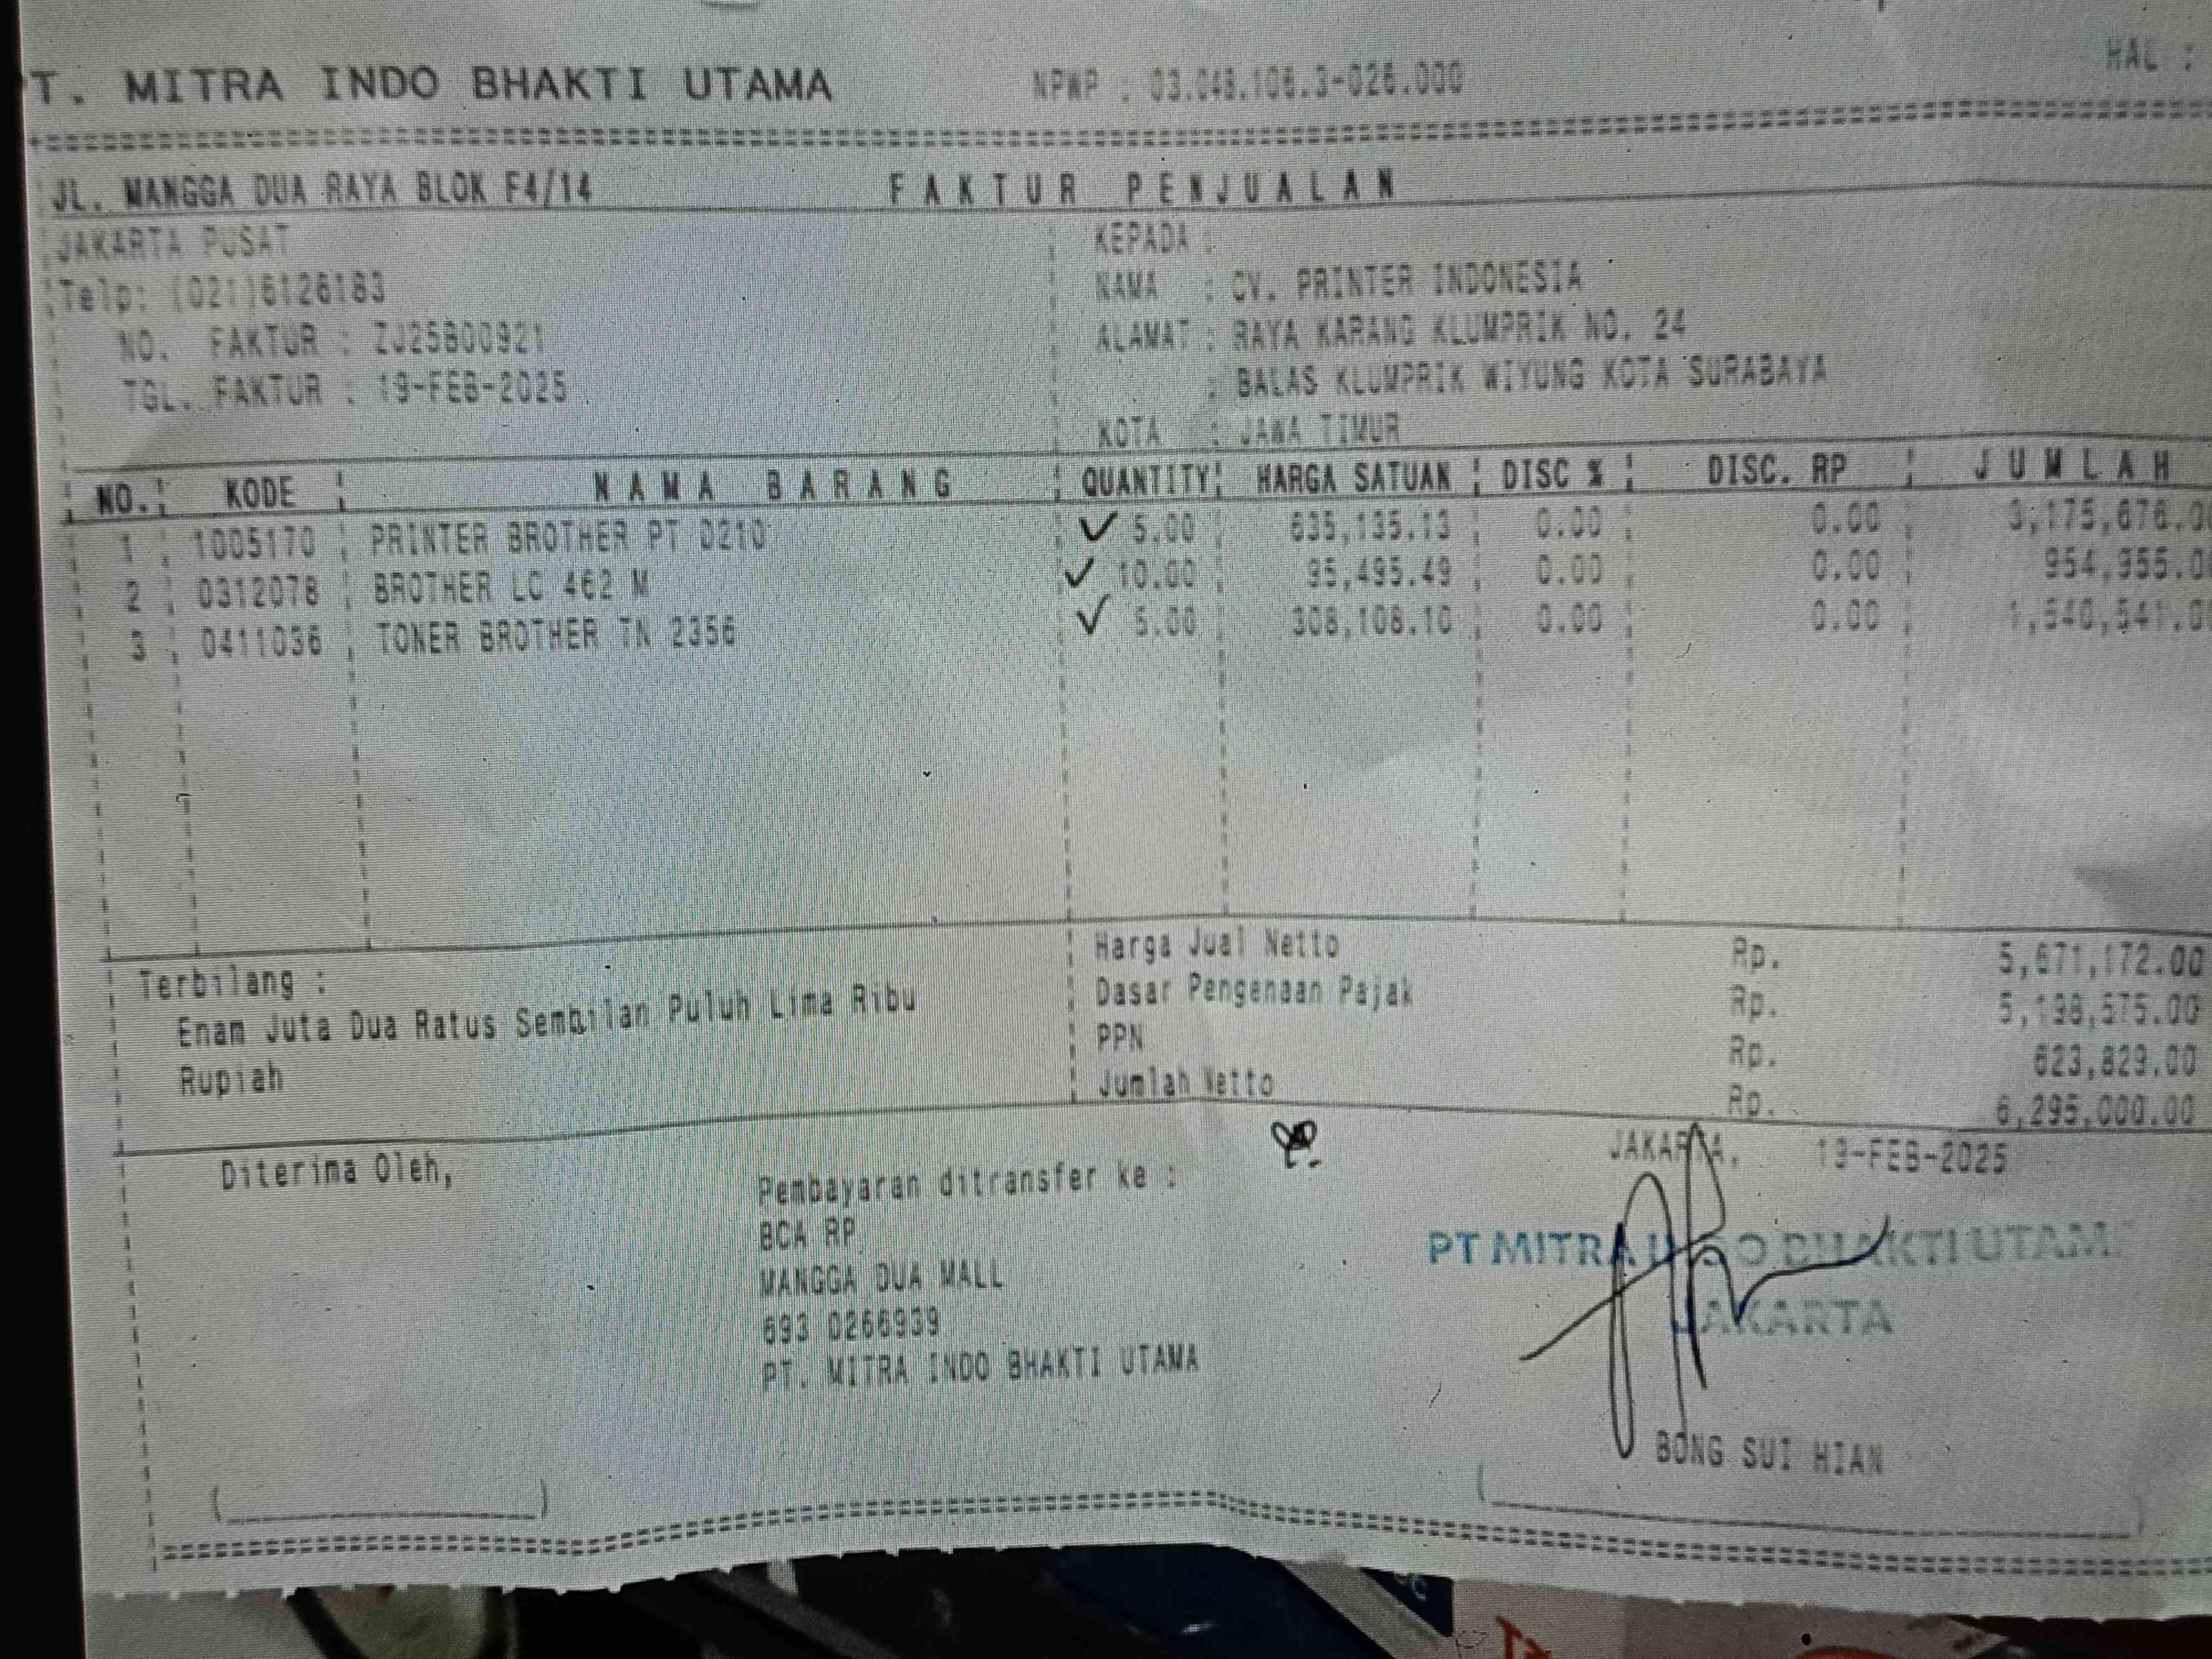 T. MITRA INDO BHAKTI UTAMA NPWP : 03.048.106.3-026.000 HAL :
JL. MANGGA DUA RAYA BLOK F4/14 FAKTUR PENJUALAN
JAKARTA PUSAT KEPADA :
Telp: (021)6126183 NAMA : CV. PRINTER INDONESIA
NO. FAKTUR : ZJ25B00921 ALAMAT : RAYA KARANG KLUMPRIK NO. 24
TGL. FAKTUR : 19-FEB-2025 : BALAS KLUMPRIK WIYUNG KOTA SURABAYA
KOTA : JAWA TIMUR
NO. KODE NAMA BARANG QUANTITY HARGA SATUAN DISC % DISC. RP JUMLAH
1 1005170 PRINTER BROTHER PT D210 ✓ 5.00 635,135.13 0.00 0.00 3,175,676.0
2 0312078 BROTHER LC 462 M ✓ 10.00 95,495.49 0.00 0.00 954,955.0
3 0411036 TONER BROTHER TN 2356 ✓ 5.00 308,108.10 0.00 0.00 1,540,541.0
Harga Jual Netto Rp. 5,671,172.00
Terbilang : Dasar Pengenaan Pajak Rp. 5,198,575.00
Enam Juta Dua Ratus Sembilan Puluh Lima Ribu PPN Rp. 623,829.00
Rupiah Jumlah Netto Rp. 6,295,000.00
Diterima Oleh, JAKARTA, 19-FEB-2025
Pembayaran ditransfer ke :
BCA RP
PT MITRA INDO BHAKTI UTAMA
MANGGA DUA MALL
JAKARTA
693 0266939
PT. MITRA INDO BHAKTI UTAMA
BONG SUI HIAN